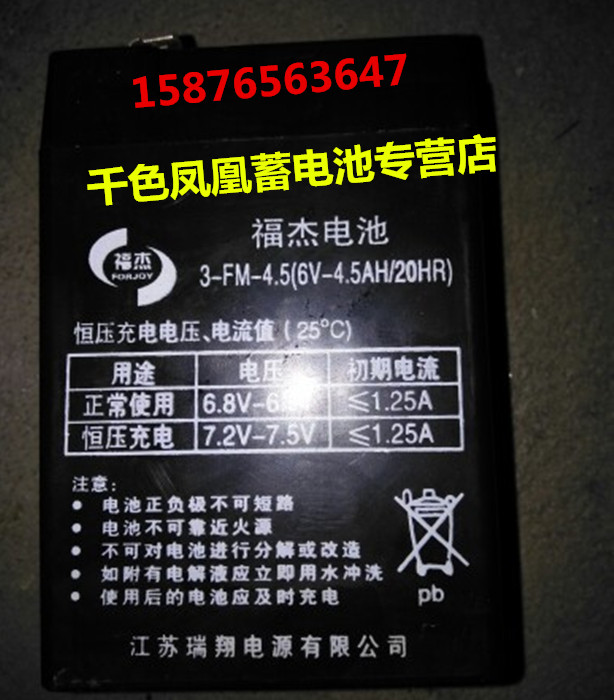 15876563647
千色凤凰蓄电池专营店
福杰
FORJOY
福杰电池
3-FM-4.5(6V-4.5AH/20HR)
恒压充电电压、电流值(25°C)
用途 电压 初期电流
正常使用 6.8V-6. ≤1.25A
恒压充电 7.2V-7.5V ≤1.25A
注意:
• 电池正负极不可短路
• 电池不可靠近火源
• 不可对电池进行分解或改造
• 如附有电解液应立即用水冲洗
• 使用后的电池应及时充电
pb
江苏瑞翔电源有限公司